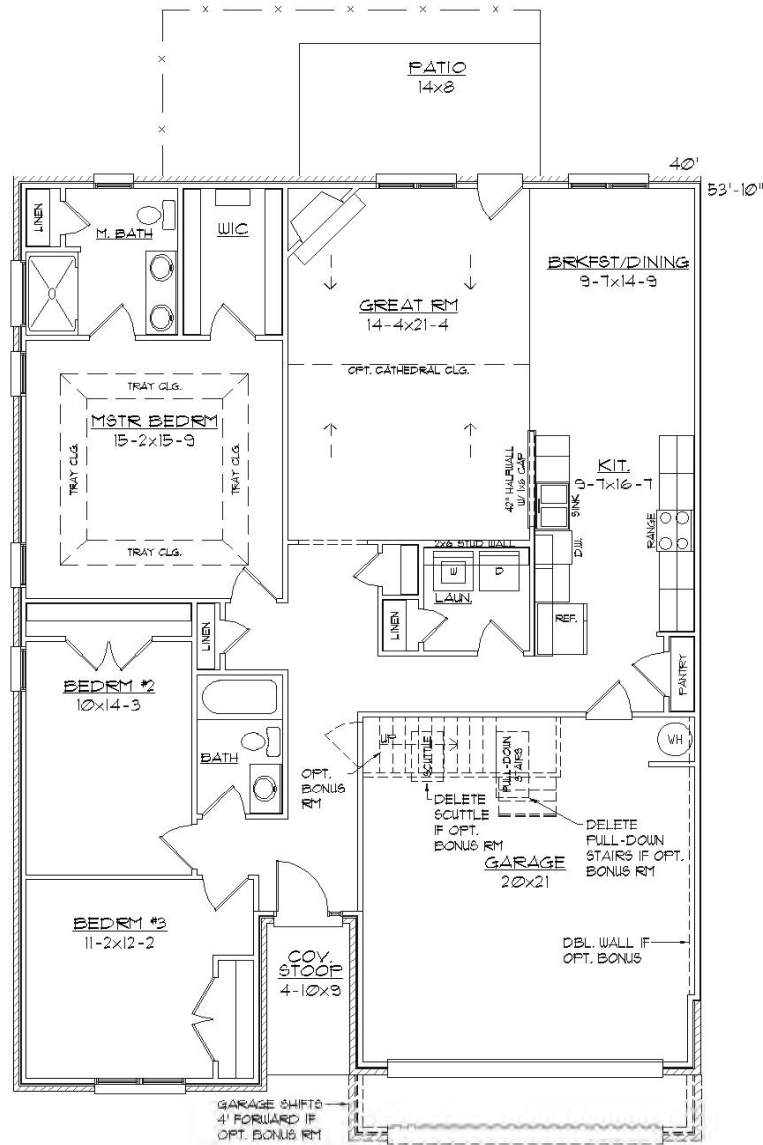 PATIO
14x8
40'
53'-10"
LINEN
M. BATH
WIC
GREAT RM
14-4x21-4
BRKFST/DINING
9-7x14-9
OPT. CATHEDRAL CLG.
TRAY CLG.
MSTR BEDRM
15-2x15-9
TRAY CLG.
TRAY CLG.
TRAY CLG.
42" HALFWALL
W/ 1x6 CAP
SINK
KIT.
9-7x16-7
RANGE
D.W.
2x6 STUD WALL
W
D
LAUN.
LINEN
LINEN
REF.
PANTRY
BEDRM #2
10x14-3
BATH
UP
SCUTTLE
PULL-DOWN
STAIRS
WH
OPT.
BONUS
RM
DELETE
SCUTTLE
IF OPT.
BONUS RM
DELETE
PULL-DOWN
STAIRS IF OPT.
BONUS RM
GARAGE
20x21
BEDRM #3
11-2x12-2
COV.
STOOP
4-10x9
DBL. WALL IF
OPT. BONUS
GARAGE SHIFTS
4' FORWARD IF
OPT. BONUS RM